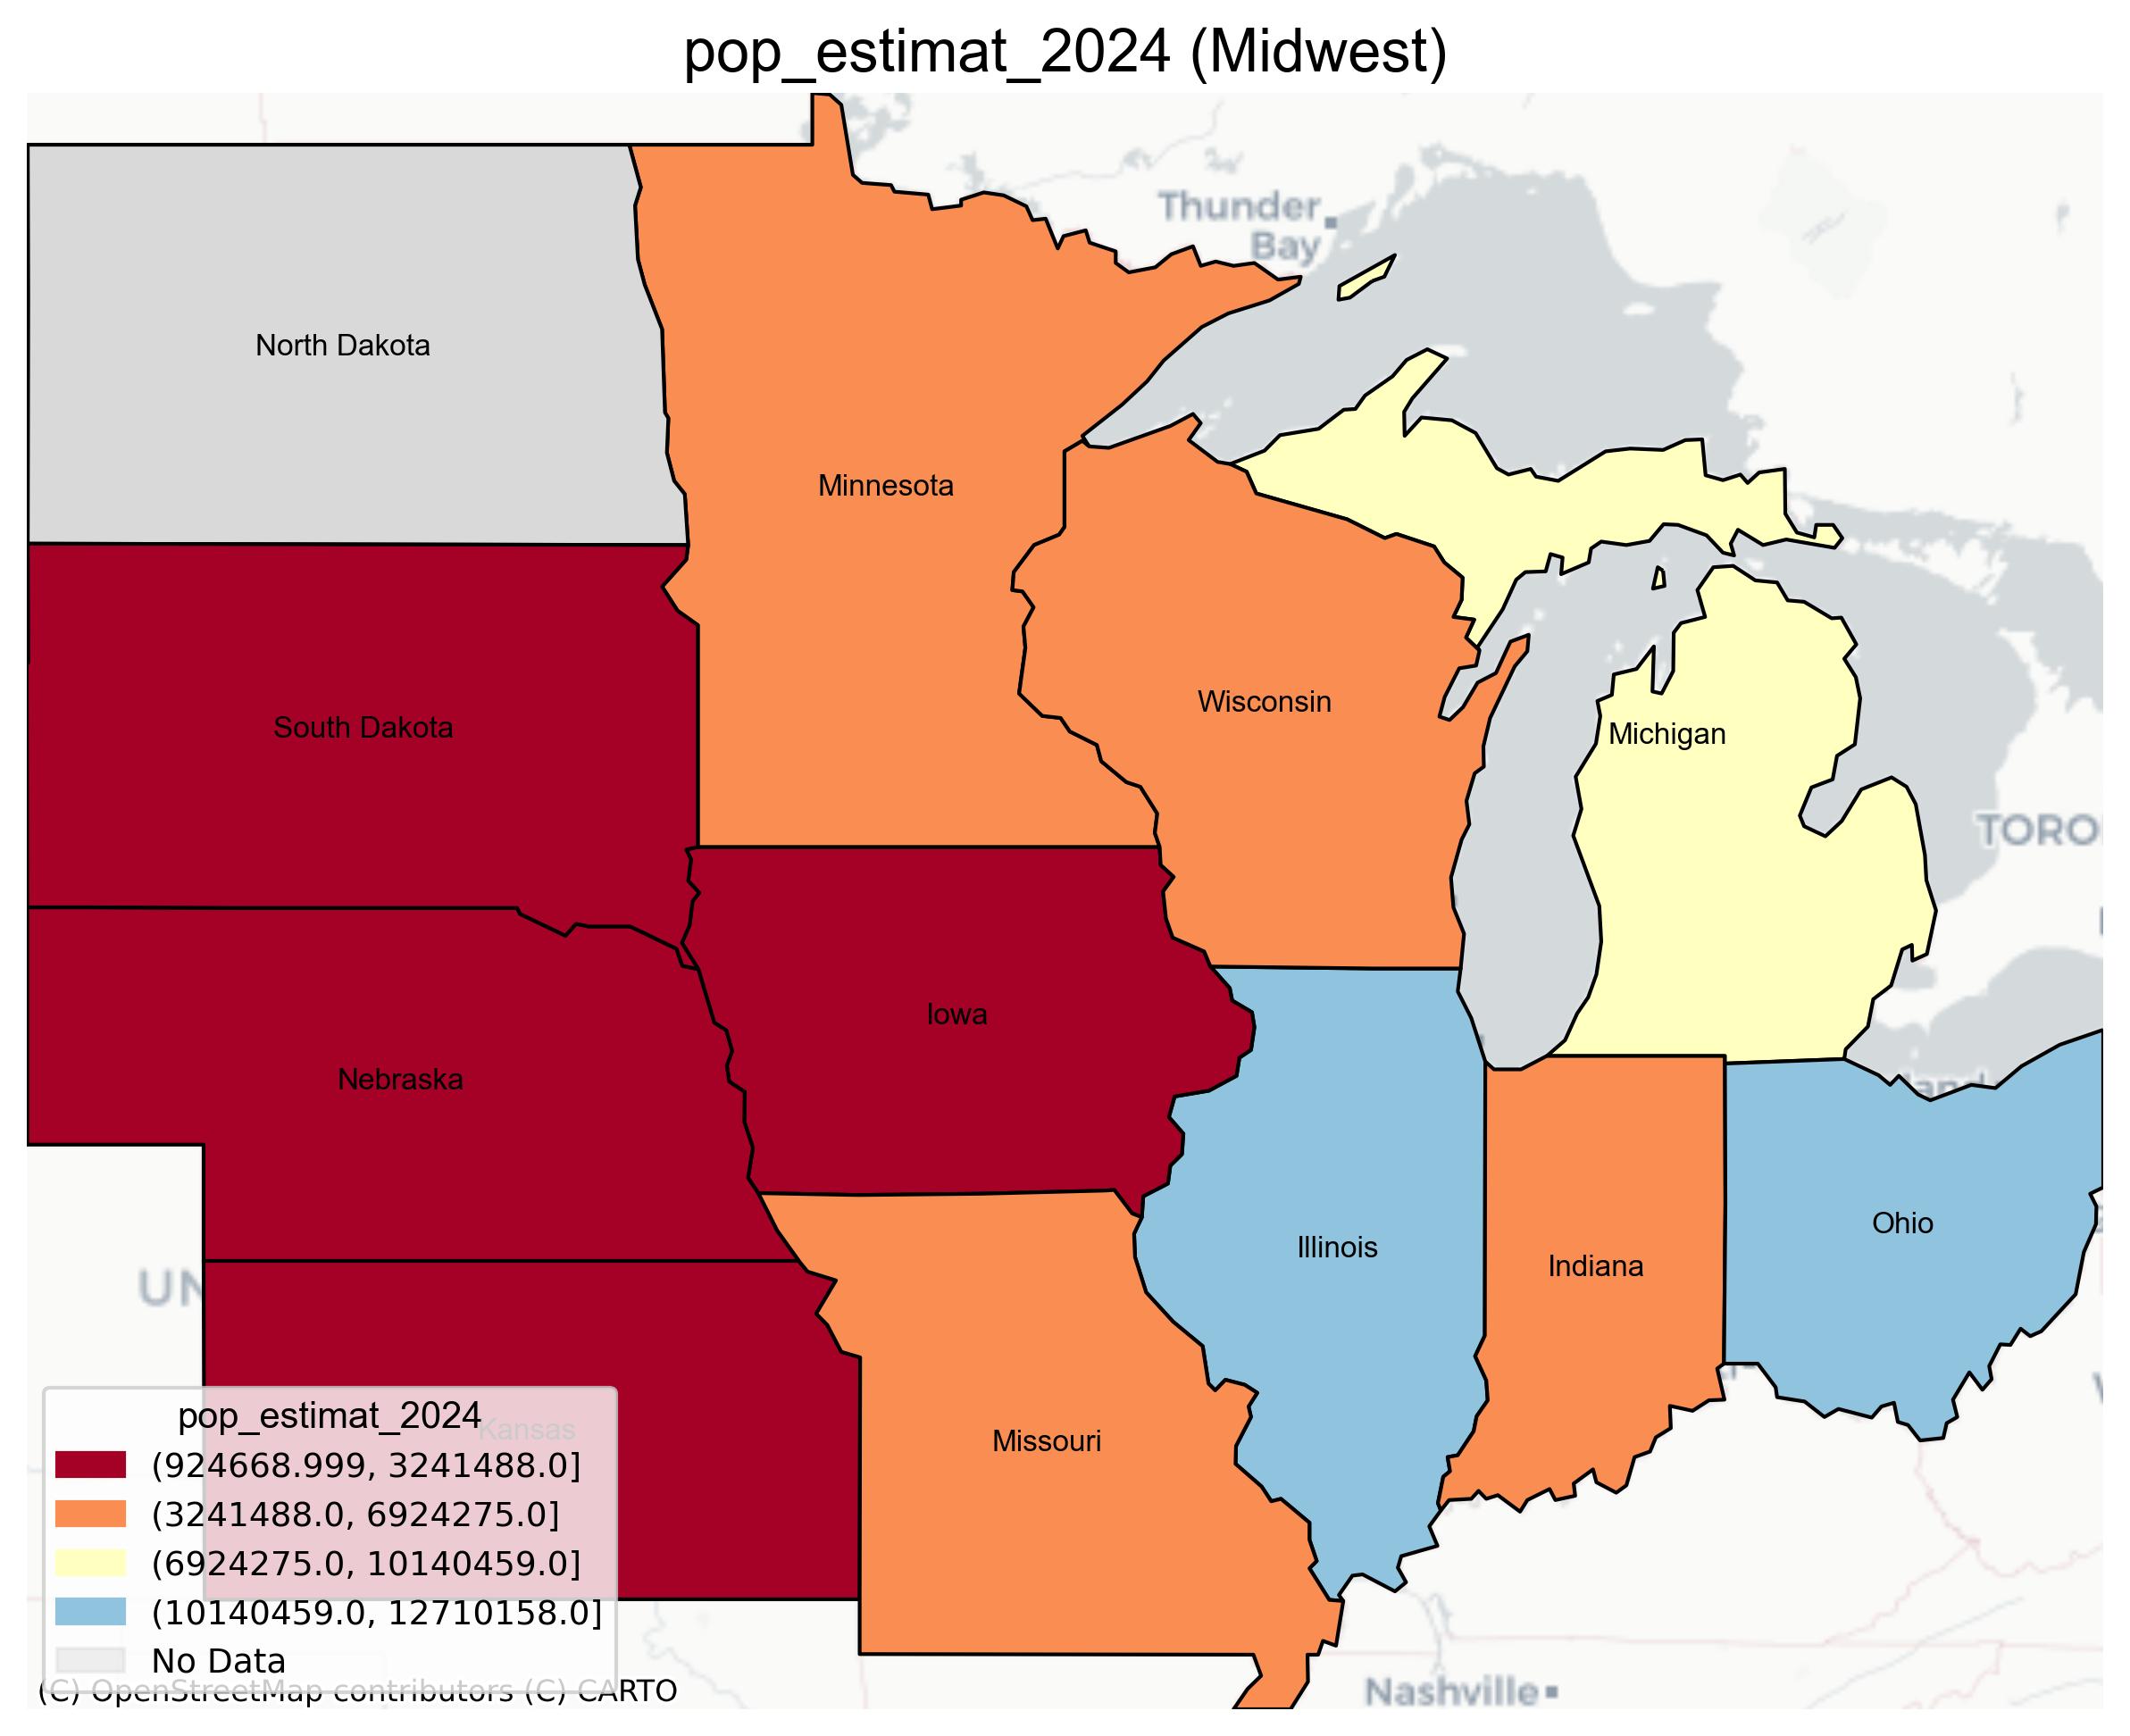 pop_estimat_2024 (Midwest)
Thunder
Bay
North Dakota
Minnesota
Wisconsin
South Dakota
Michigan
Iowa
Nebraska
Ohio
Illinois
Indiana
UN
Kansas
Missouri
Nashville
pop_estimat_2024
(924668.999, 3241488.0]
(3241488.0, 6924275.0]
(6924275.0, 10140459.0]
(10140459.0, 12710158.0]
No Data
(C) OpenStreetMap contributors (C) CARTO
TORO